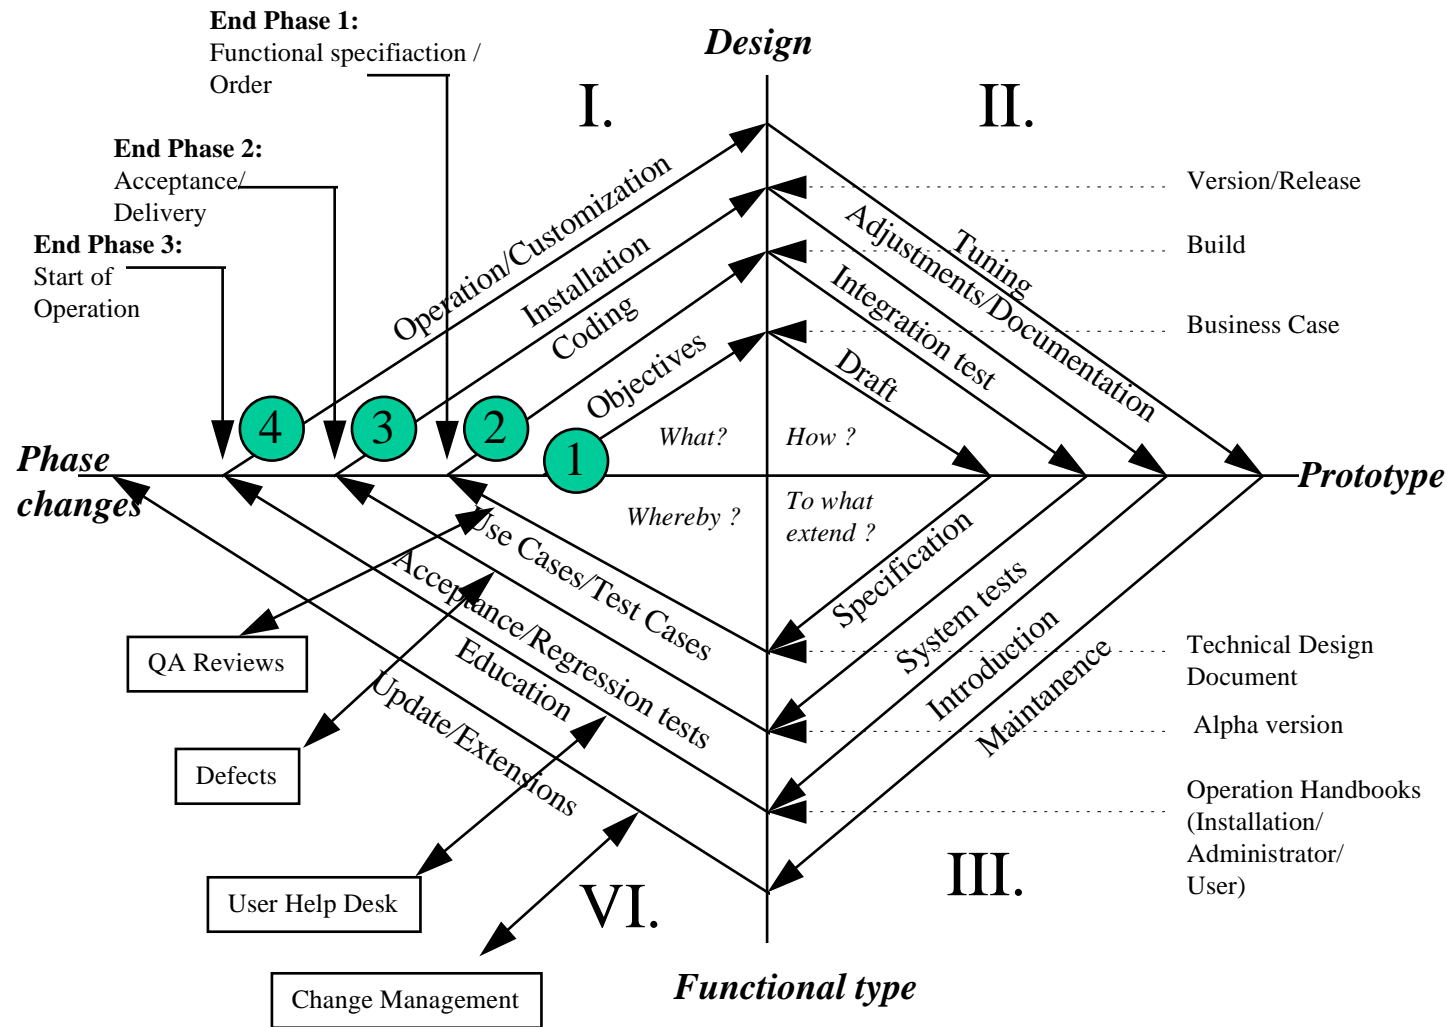 End Phase 1:
Functional specifiaction /
Order
Design
I.
II.
End Phase 2:
Acceptance/
Delivery
End Phase 3:
Start of
Operation
Operation/Customization
Installation
Coding
Objectives
Tuning
Adjustments/Documentation
Integration test
Draft
Version/Release
Build
Business Case
4
3
2
1
What?
How ?
Phase
changes
Prototype
Whereby ?
To what
extend ?
Use Cases/Test Cases
Acceptance/Regression tests
Education
Update/Extensions
Specification
System tests
Introduction
Maintanence
QA Reviews
Defects
User Help Desk
Change Management
Technical Design
Document
Alpha version
Operation Handbooks
(Installation/
Administrator/
User)
VI.
III.
Functional type